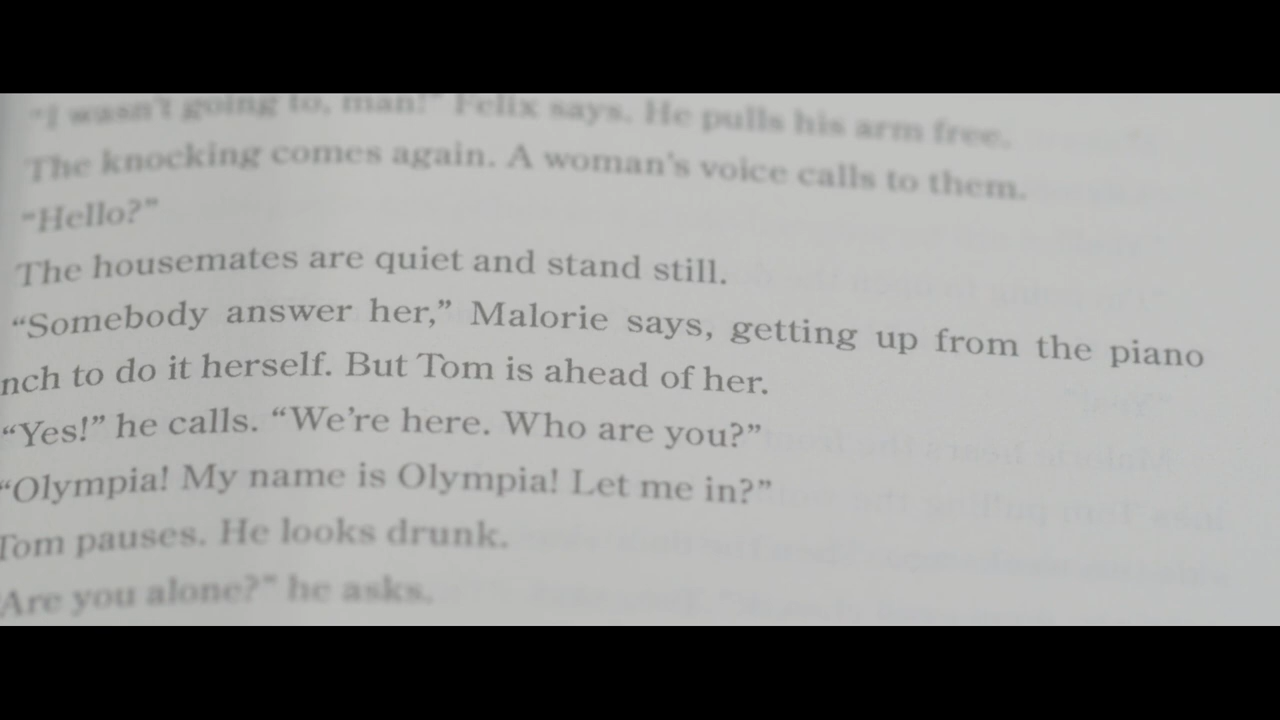 "I wasn't going to, man!" Felix says. He pulls his arm free.
The knocking comes again. A woman's voice calls to them.
"Hello?"
The housemates are quiet and stand still.
"Somebody answer her," Malorie says, getting up from the piano
nch to do it herself. But Tom is ahead of her.
"Yes!" he calls. "We're here. Who are you?"
"Olympia! My name is Olympia! Let me in?"
Tom pauses. He looks drunk.
Are you alone?" he asks.